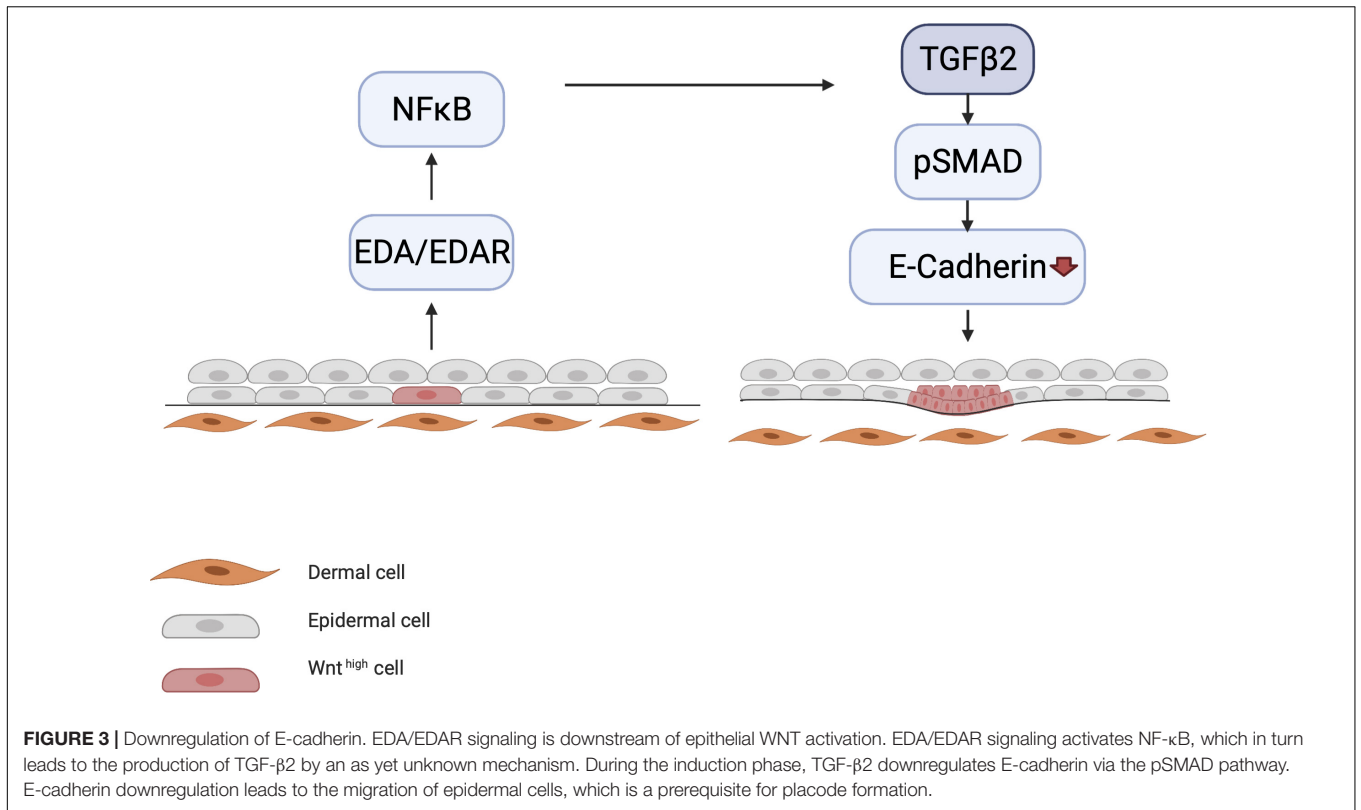 TGFβ2
NFκB
pSMAD
EDA/EDAR
E-Cadherin
Dermal cell
Epidermal cell
Wnt high cell
FIGURE 3 | Downregulation of E-cadherin. EDA/EDAR signaling is downstream of epithelial WNT activation. EDA/EDAR signaling activates NF-κB, which in turn
leads to the production of TGF-β2 by an as yet unknown mechanism. During the induction phase, TGF-β2 downregulates E-cadherin via the pSMAD pathway.
E-cadherin downregulation leads to the migration of epidermal cells, which is a prerequisite for placode formation.